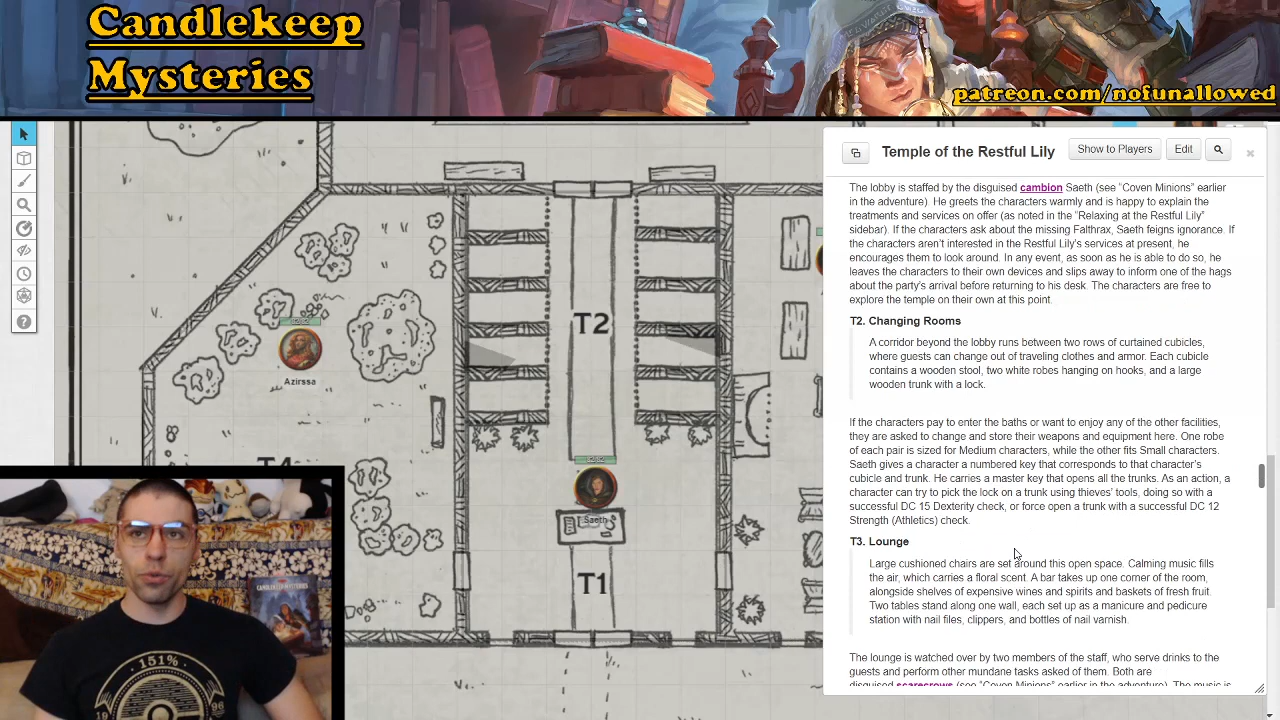 Candlekeep
Mysteries
patreon.com/nofunallowed
Temple of the Restful Lily
Show to Players
Edit
The lobby is staffed by the disguised cambion Saeth (see "Coven Minions" earlier
in the adventure). He greets the characters warmly and is happy to explain the
treatments and services on offer (as noted in the "Relaxing at the Restful Lily"
sidebar). If the characters ask about the missing Falthrax, Saeth feigns ignorance. If
the characters aren't interested in the Restful Lily's services at present, he
encourages them to look around. In any event, as soon as he is able to do so, he
leaves the characters to their own devices and slips away to inform one of the hags
about the party's arrival before returning to his desk. The characters are free to
explore the temple on their own at this point.
T2. Changing Rooms
A corridor beyond the lobby runs between two rows of curtained cubicles,
where guests can change out of traveling clothes and armor. Each cubicle
contains a wooden stool, two white robes hanging on hooks, and a large
wooden trunk with a lock.
If the characters pay to enter the baths or want to enjoy any of the other facilities,
they are asked to change and store their weapons and equipment here. One robe
of each pair is sized for Medium characters, while the other fits Small characters.
Saeth gives a character a numbered key that corresponds to that character's
cubicle and trunk. He carries a master key that opens all the trunks. As an action, a
character can try to pick the lock on a trunk using thieves' tools, doing so with a
successful DC 15 Dexterity check, or force open a trunk with a successful DC 12
Strength (Athletics) check.
T3. Lounge
Large cushioned chairs are set around this open space. Calming music fills
the air, which carries a floral scent. A bar takes up one corner of the room,
alongside shelves of expensive wines and spirits and baskets of fresh fruit.
Two tables stand along one wall, each set up as a manicure and pedicure
station with nail files, clippers, and bottles of nail varnish.
The lounge is watched over by two members of the staff, who serve drinks to the
guests and perform other mundane tasks asked of them. Both are
disguised scarecrows (see "Coven Minions" earlier in the adventure). The music is
T2
Azirssa
Saeth
T1
82/82
151%
CANDLEKEEP
MYSTERIES